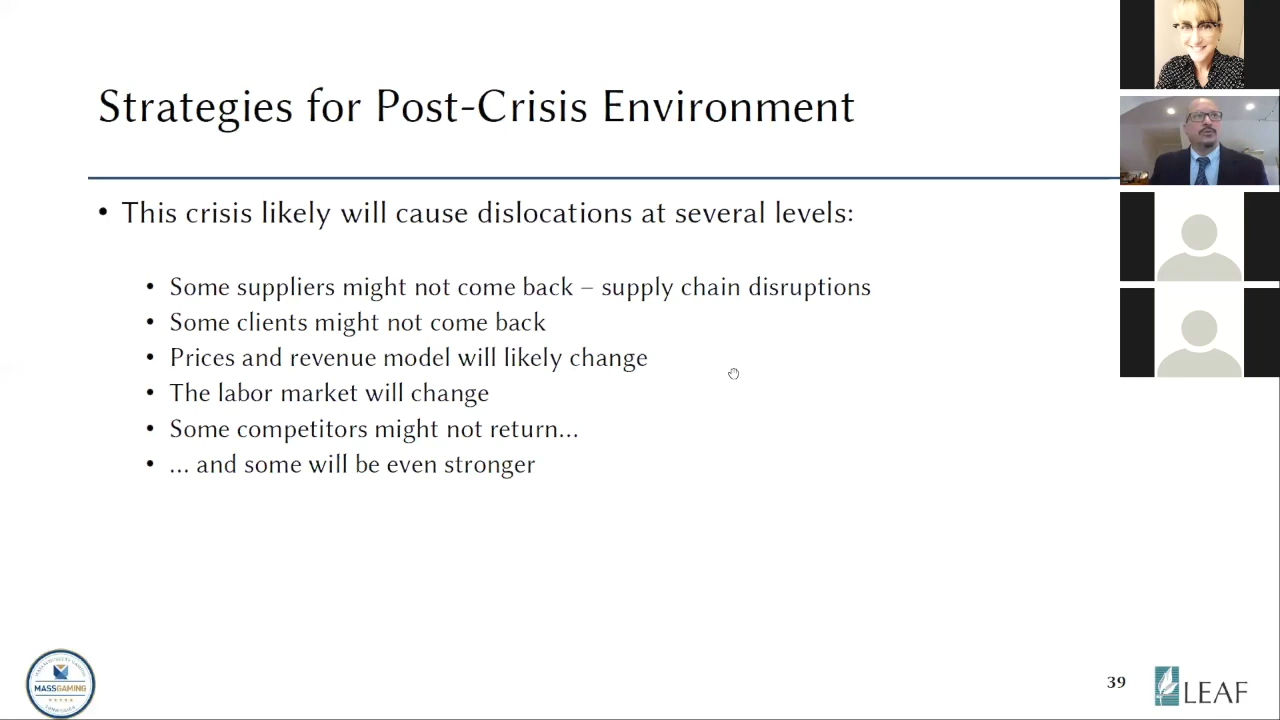 Strategies for Post-Crisis Environment
• This crisis likely will cause dislocations at several levels:
• Some suppliers might not come back – supply chain disruptions
• Some clients might not come back
• Prices and revenue model will likely change
• The labor market will change
• Some competitors might not return...
• ... and some will be even stronger
MASSGAMING
39
LEAF